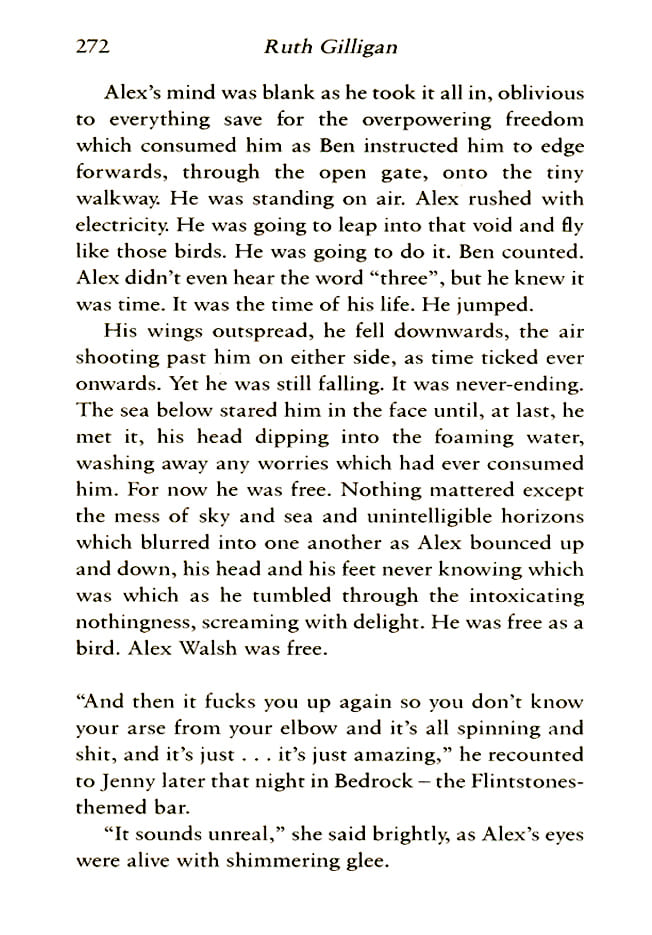 272 Ruth Gilligan
Alex's mind was blank as he took it all in, oblivious
to everything save for the overpowering freedom
which consumed him as Ben instructed him to edge
forwards, through the open gate, onto the tiny
walkway. He was standing on air. Alex rushed with
electricity. He was going to leap into that void and fly
like those birds. He was going to do it. Ben counted.
Alex didn't even hear the word “three”, but he knew it
was time. It was the time of his life. He jumped.
His wings outspread, he fell downwards, the air
shooting past him on either side, as time ticked ever
onwards. Yet he was still falling. It was never-ending.
The sea below stared him in the face until, at last, he
met it, his head dipping into the foaming water,
washing away any worries which had ever consumed
him. For now he was free. Nothing mattered except
the mess of sky and sea and unintelligible horizons
which blurred into one another as Alex bounced up
and down, his head and his feet never knowing which
was which as he tumbled through the intoxicating
nothingness, screaming with delight. He was free as a
bird. Alex Walsh was free.
“And then it fucks you up again so you don't know
your arse from your elbow and it's all spinning and
shit, and it's just . . . it's just amazing,” he recounted
to Jenny later that night in Bedrock – the Flintstones-
themed bar.
“It sounds unreal,” she said brightly, as Alex's eyes
were alive with shimmering glee.